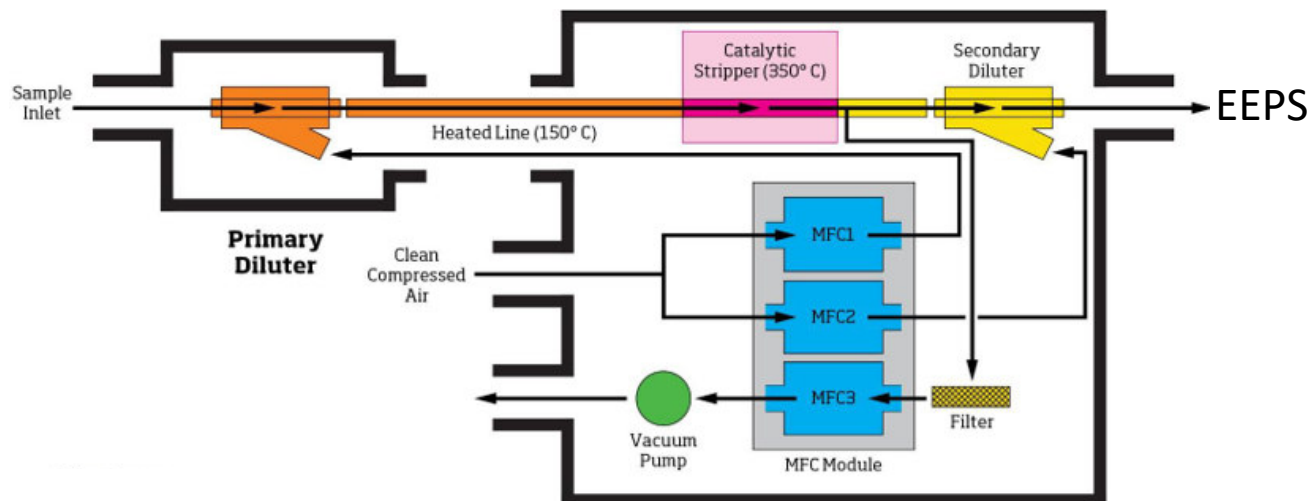 Sample
Inlet
Primary
Diluter
Heated Line (150° C)
Catalytic
Stripper (350° C)
Secondary
Diluter
EEPS
Clean
Compressed
Air
MFC1
MFC2
MFC3
Vacuum
Pump
MFC Module
Filter